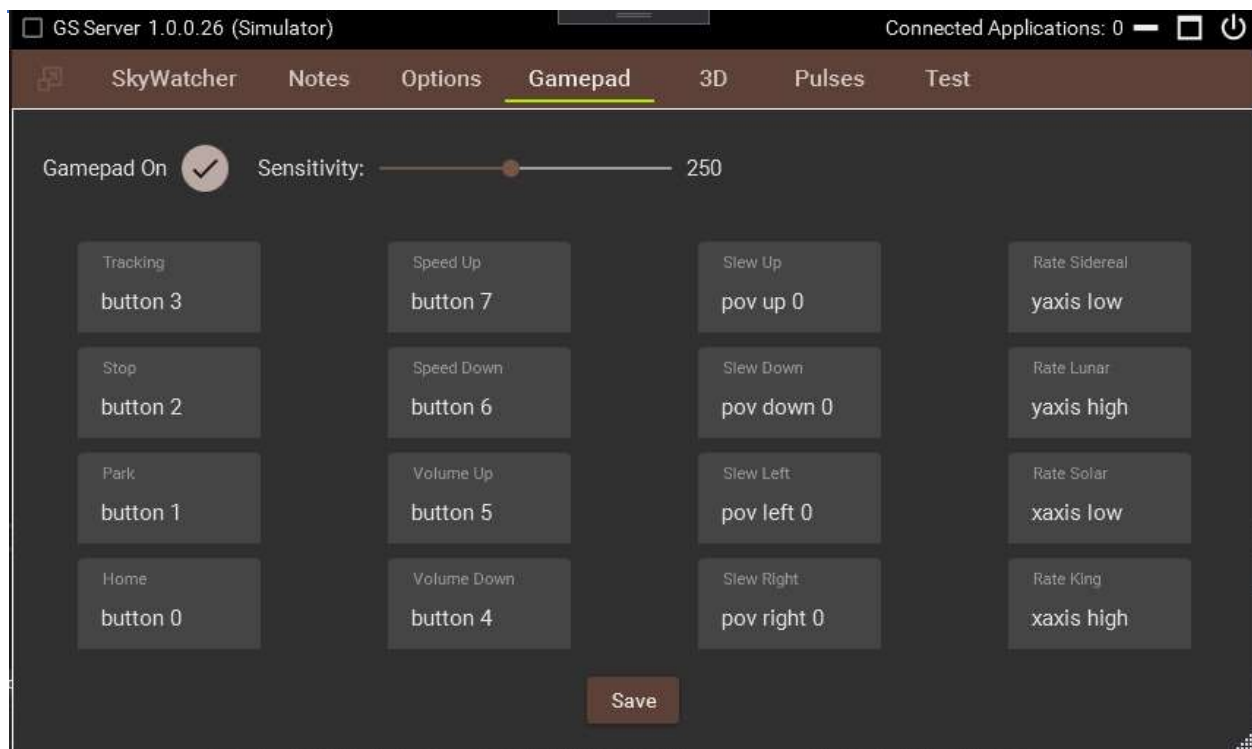 GS Server 1.0.0.26 (Simulator)
Connected Applications: 0
SkyWatcher Notes Options Gamepad 3D Pulses Test
Gamepad On Sensitivity: 250
Tracking Speed Up Slew Up Rate Sidereal
button 3 button 7 pov up 0 yaxis low
Stop Speed Down Slew Down Rate Lunar
button 2 button 6 pov down 0 yaxis high
Park Volume Up Slew Left Rate Solar
button 1 button 5 pov left 0 xaxis low
Home Volume Down Slew Right Rate King
button 0 button 4 pov right 0 xaxis high
Save